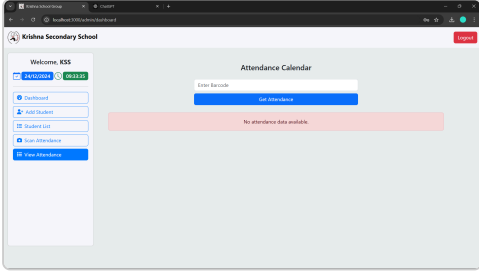 Krishna School Group
ChatGPT
localhost:3000/admin/dashboard
Krishna Secondary School
Logout
Welcome, KSS
24/12/2024 09:33:35
Dashboard
Add Student
Student List
Scan Attendance
View Attendance
Attendance Calendar
Enter Barcode
Get Attendance
No attendance data available.